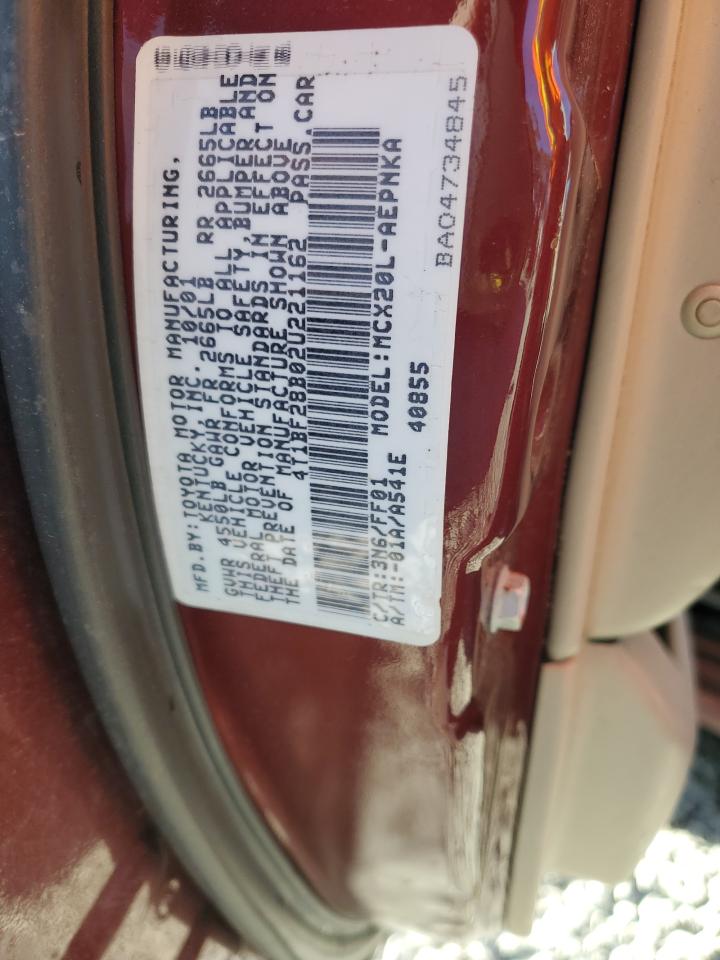 MFD.BY:TOYOTA MOTOR MANUFACTURING,
KENTUCKY, INC. 10/01
GVWR 4550LB GAWR FR 2665LB RR 2665LB
THIS VEHICLE CONFORMS TO ALL APPLICABLE
FEDERAL MOTOR VEHICLE SAFETY, BUMPER AND
THEFT PREVENTION STANDARDS IN EFFECT ON
THE DATE OF MANUFACTURE SHOWN ABOVE
4T1BF28B02U221162 PASS.CAR
C/TR:3N6/FF01 MODEL:MCX20L-AEPNKA
A/TM:-01A/A541E 40855
BA04734845